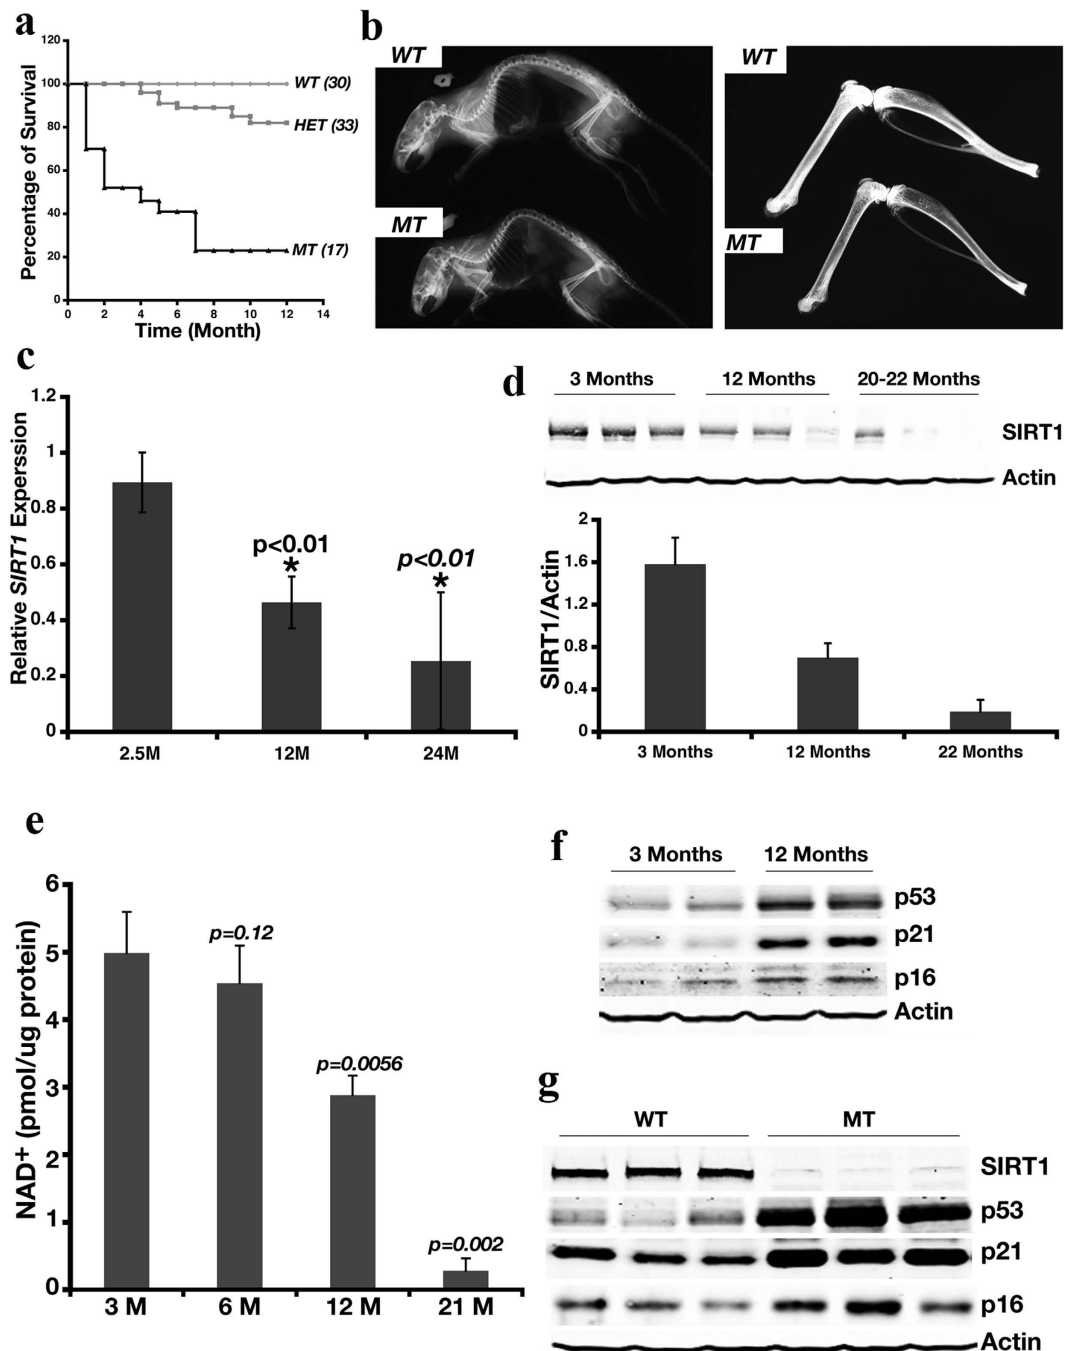 a
120
100
80
60
40
20
0
Percentage of Survival
WT (30)
HET (33)
MT (17)
0 2 4 6 8 10 12 14
Time (Month)
b
WT
MT
WT
MT
c
1.2
1
0.8
0.6
0.4
0.2
0
Relative SIRT1 Experssion
p<0.01
*
p<0.01
*
2.5M 12M 24M
d
3 Months 12 Months 20-22 Months
SIRT1
Actin
2
1.6
1.2
0.8
0.4
0
SIRT1/Actin
3 Months 12 Months 22 Months
e
6
5
4
3
2
1
0
NAD+ (pmol/ug protein)
p=0.12
p=0.0056
p=0.002
3 M 6 M 12 M 21 M
f
3 Months 12 Months
p53
p21
p16
Actin
g
WT MT
SIRT1
p53
p21
p16
Actin